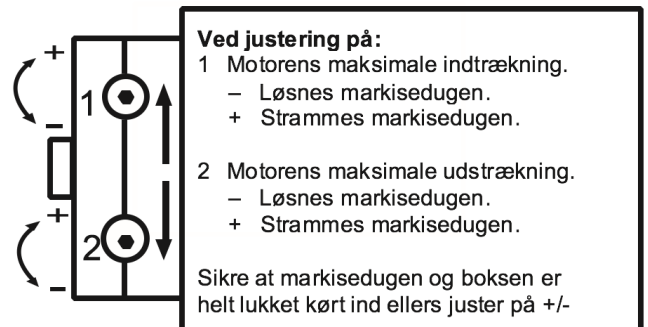 +
1
–
+
2
–
Ved justering på:
1 Motorens maksimale indtrækning.
– Løsnes markisedugen.
+ Strammes markisedugen.
2 Motorens maksimale udstrækning.
– Løsnes markisedugen.
+ Strammes markisedugen.
Sikre at markisedugen og boksen er
helt lukket kørt ind ellers juster på +/-